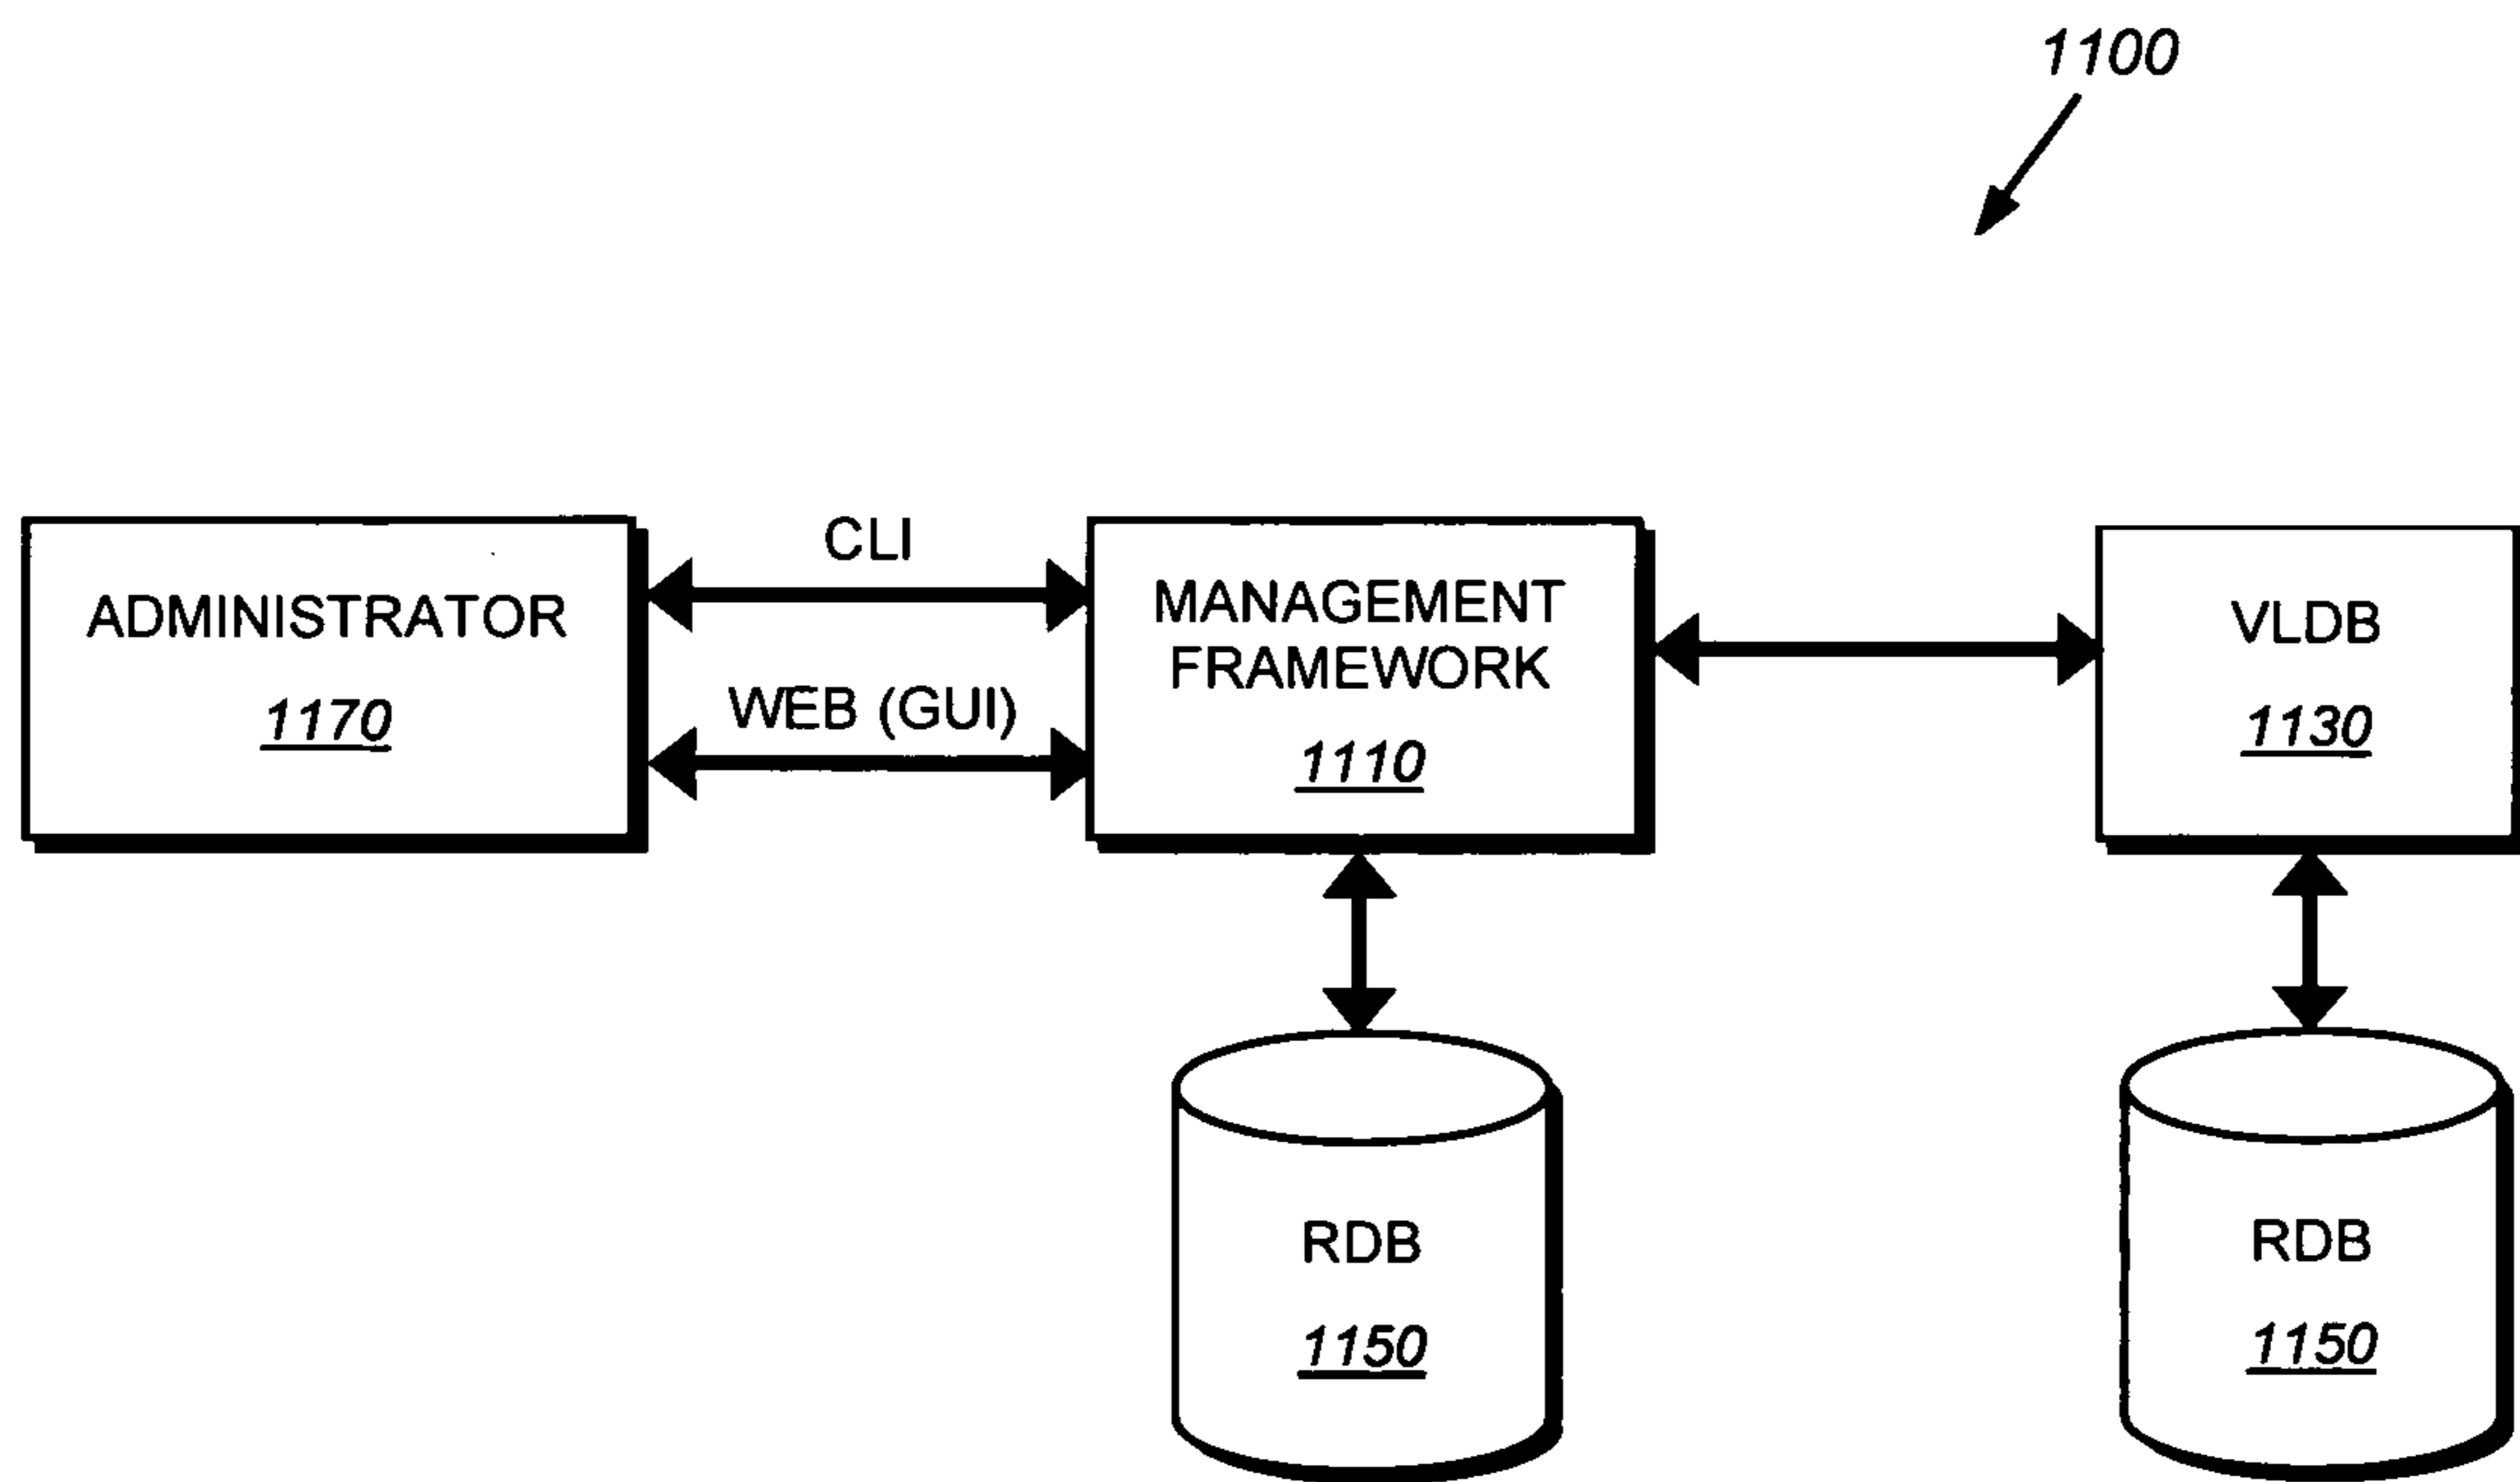 1100
CLI
ADMINISTRATOR
1170
WEB (GUI)
MANAGEMENT
FRAMEWORK
1110
VLDB
1130
RDB
1150
RDB
1150